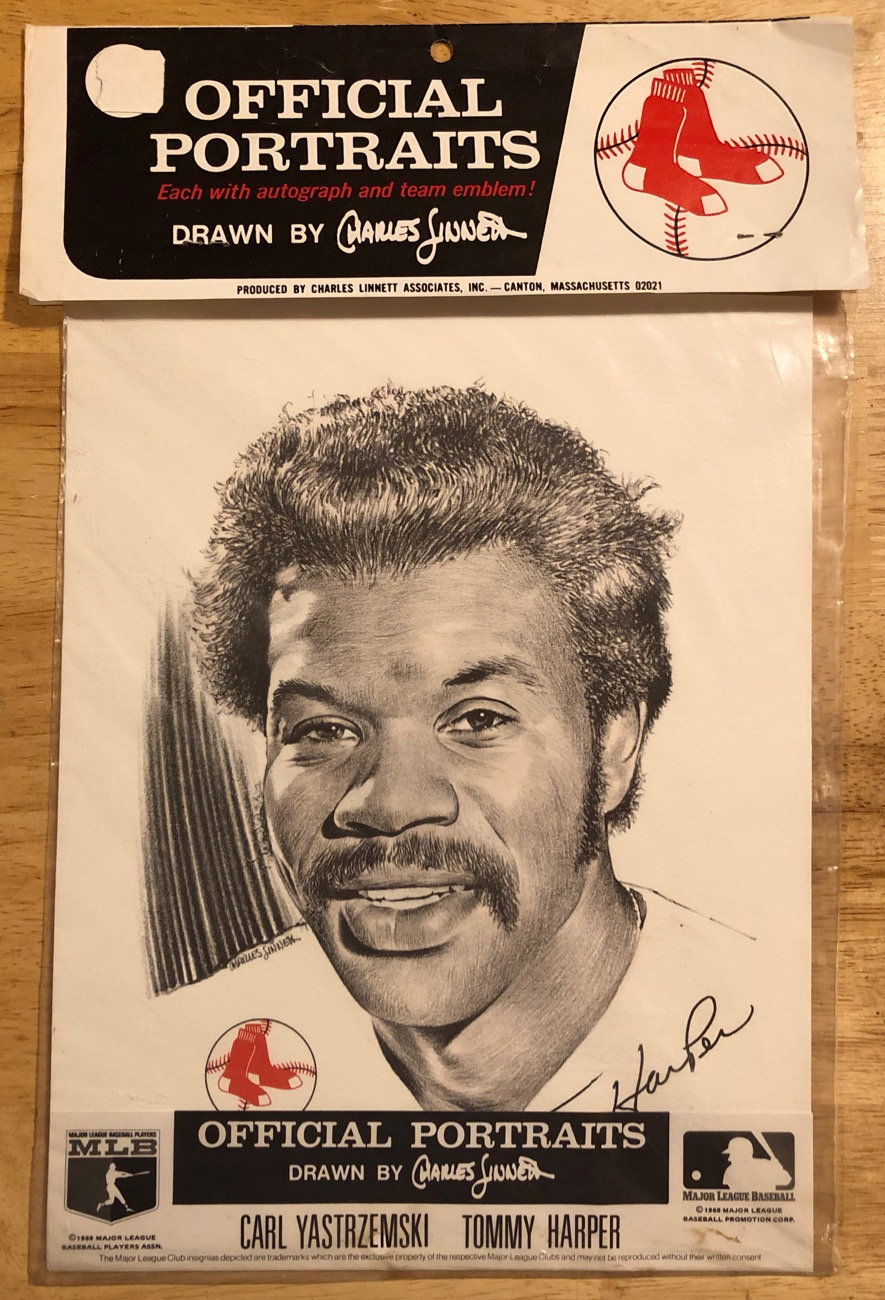 OFFICIAL
PORTRAITS
Each with autograph and team emblem!
DRAWN BY CHARLES LINNETT
PRODUCED BY CHARLES LINNETT ASSOCIATES, INC. — CANTON, MASSACHUSETTS 02021
CHARLES LINNETT
Harper
MAJOR LEAGUE BASEBALL PLAYERS
MLB
©1969 MAJOR LEAGUE
BASEBALL PLAYERS ASSN.
OFFICIAL PORTRAITS
DRAWN BY CHARLES LINNETT
MAJOR LEAGUE BASEBALL
©1968 MAJOR LEAGUE
BASEBALL PROMOTION CORP.
CARL YASTRZEMSKI TOMMY HARPER
The Major League Club insignias depicted are trademarks which are the exclusive property of the respective Major League Clubs and may not be reproduced without their written consent